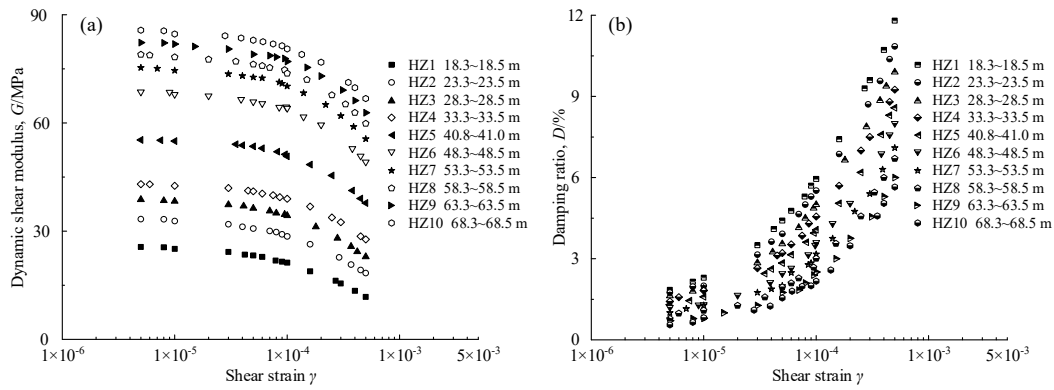 (a)
Dynamic shear modulus, G/MPa
90
60
30
0
1×10⁻⁶
1×10⁻⁵
1×10⁻⁴
1×10⁻³
5×10⁻³
Shear strain γ
HZ1 18.3~18.5 m
HZ2 23.3~23.5 m
HZ3 28.3~28.5 m
HZ4 33.3~33.5 m
HZ5 40.8~41.0 m
HZ6 48.3~48.5 m
HZ7 53.3~53.5 m
HZ8 58.3~58.5 m
HZ9 63.3~63.5 m
HZ10 68.3~68.5 m
(b)
Damping ratio, D/%
12
9
6
3
0
1×10⁻⁶
1×10⁻⁵
1×10⁻⁴
1×10⁻³
5×10⁻³
Shear strain γ
HZ1 18.3~18.5 m
HZ2 23.3~23.5 m
HZ3 28.3~28.5 m
HZ4 33.3~33.5 m
HZ5 40.8~41.0 m
HZ6 48.3~48.5 m
HZ7 53.3~53.5 m
HZ8 58.3~58.5 m
HZ9 63.3~63.5 m
HZ10 68.3~68.5 m